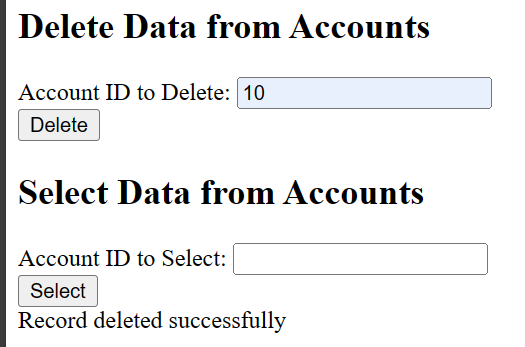 Delete Data from Accounts
Account ID to Delete: 10
Delete
Select Data from Accounts
Account ID to Select:
Select
Record deleted successfully